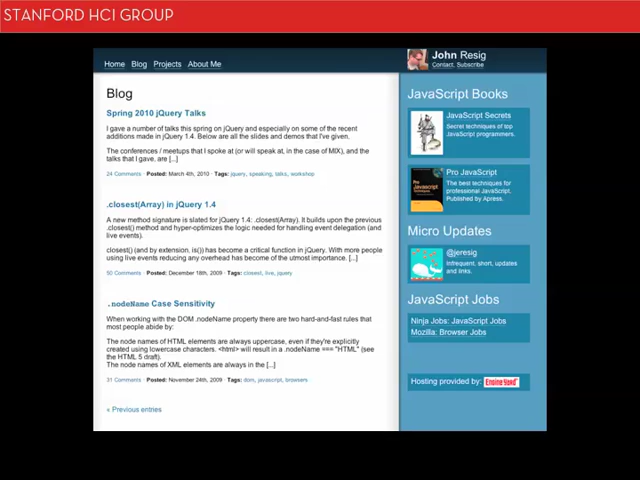 STANFORD HCI GROUP
Home Blog Projects About Me
John Resig
Contact, Subscribe
Blog
Spring 2010 jQuery Talks
I gave a number of talks this spring on jQuery and especially on some of the recent
additions made in jQuery 1.4. Below are all the slides and demos that I've given.
The conferences / meetups that I spoke at (or will speak at, in the case of MIX), and the
talks that I gave, are [...]
24 Comments · Posted: March 4th, 2010 · Tags: jquery, speaking, talks, workshop
.closest(Array) in jQuery 1.4
A new method signature is slated for jQuery 1.4: .closest(Array). It builds upon the previous
.closest() method and hyper-optimizes the logic needed for handling event delegation (and
live events).
closest() (and by extension, is()) has become a critical function in jQuery. With more people
using live events reducing any overhead has become of the utmost importance. [...]
50 Comments · Posted: December 18th, 2009 · Tags: closest, live, jquery
.nodeName Case Sensitivity
When working with the DOM .nodeName property there are two hard-and-fast rules that
most people abide by:
The node names of HTML elements are always uppercase, even if they're explicitly
created using lowercase characters. <html> will result in a .nodeName === "HTML" (see
the HTML 5 draft).
The node names of XML elements are always in the [...]
31 Comments · Posted: November 24th, 2009 · Tags: dom, javascript, browsers
« Previous entries
JavaScript Books
JavaScript Secrets
Secret techniques of top
JavaScript programmers.
Pro JavaScript
The best techniques for
professional JavaScript.
Published by Apress.
Micro Updates
@jeresig
Infrequent, short, updates
and links.
JavaScript Jobs
Ninja Jobs: JavaScript Jobs
Mozilla: Browser Jobs
Hosting provided by: Engine Yard